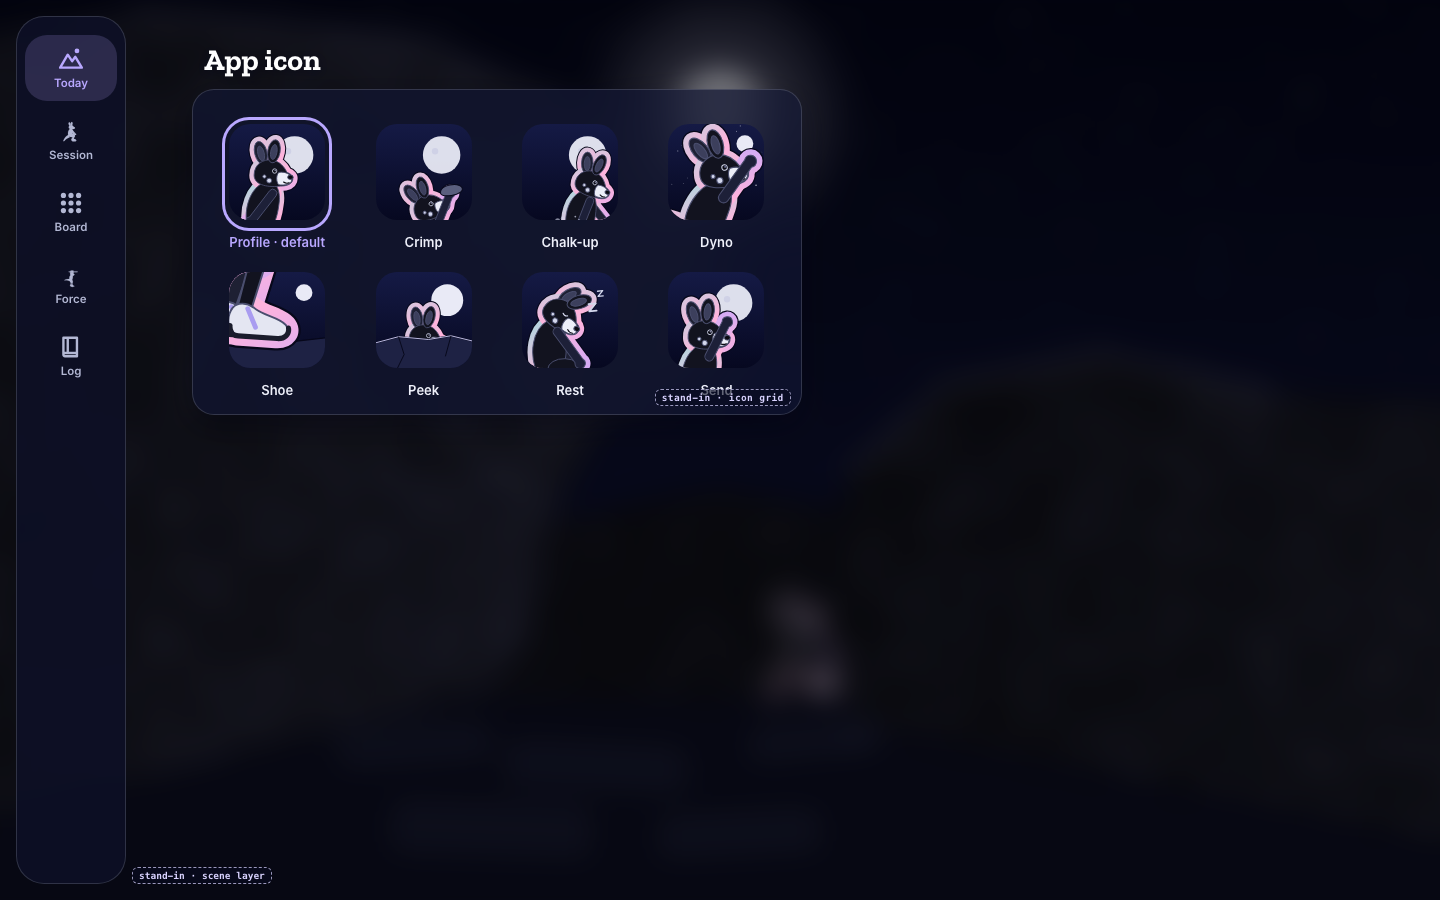 App icon
Today
Session
Board
Force
Log
Profile · default
Crimp
Chalk-up
Dyno
Shoe
Peek
Rest
Send
stand-in · icon grid
z
z
stand-in · scene layer